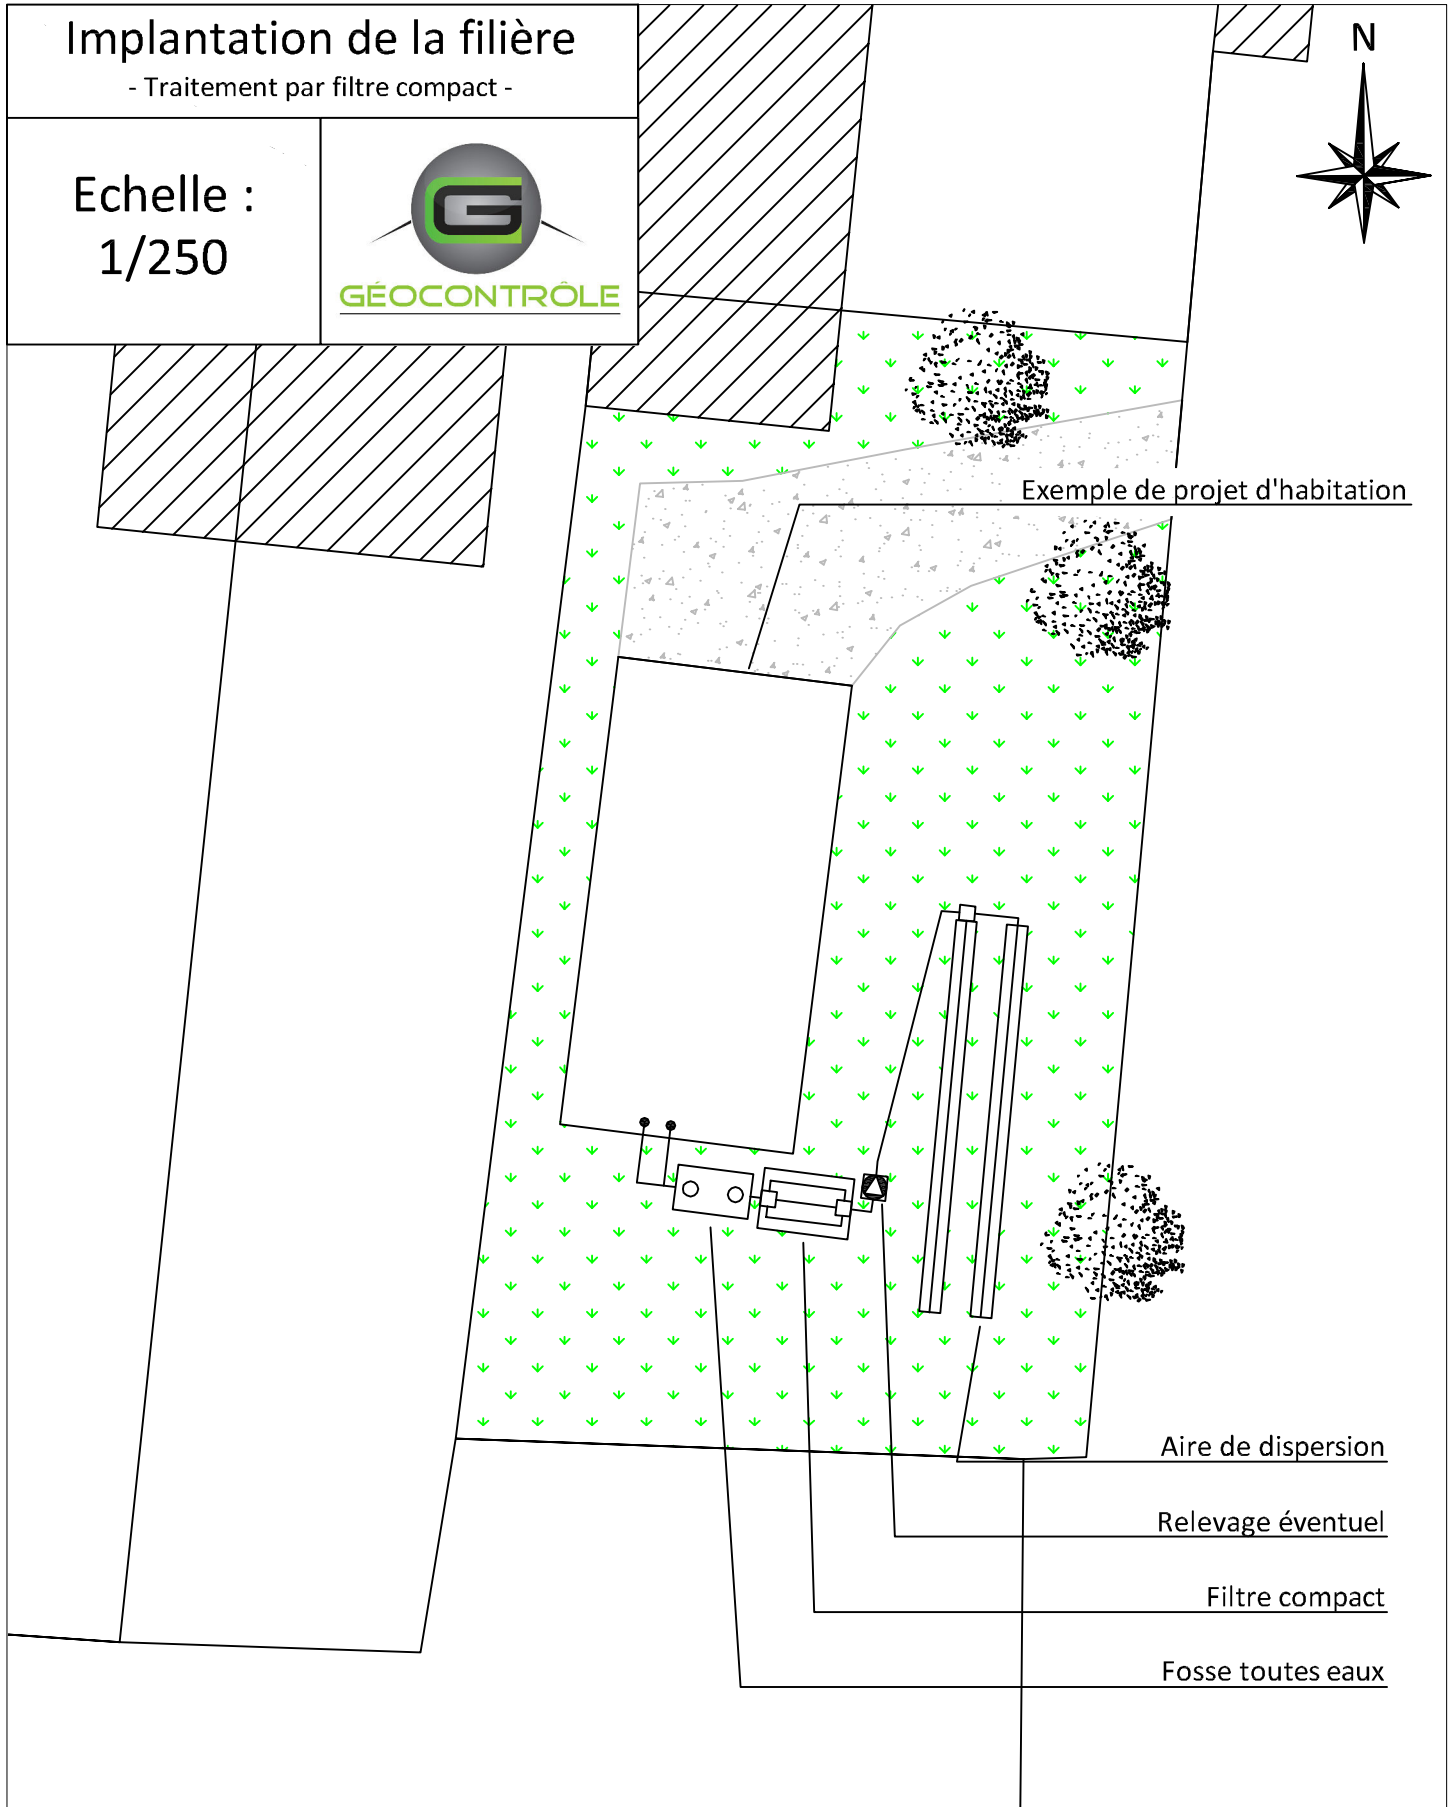 Implantation de la filière
- Traitement par filtre compact -
Echelle :
1/250
GÉOCONTRÔLE
N
Exemple de projet d'habitation
Aire de dispersion
Relevage éventuel
Filtre compact
Fosse toutes eaux